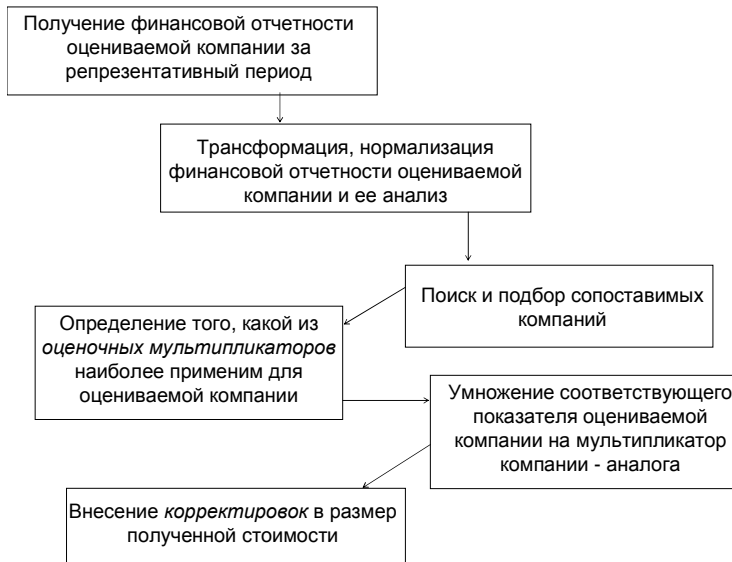 Получение финансовой отчетности
оцениваемой компании за
репрезентативный период
Трансформация, нормализация
финансовой отчетности оцениваемой
компании и ее анализ
Поиск и подбор сопоставимых
компаний
Определение того, какой из
оценочных мультипликаторов
наиболее применим для
оцениваемой компании
Умножение соответствующего
показателя оцениваемой
компании на мультипликатор
компании - аналога
Внесение корректировок в размер
полученной стоимости